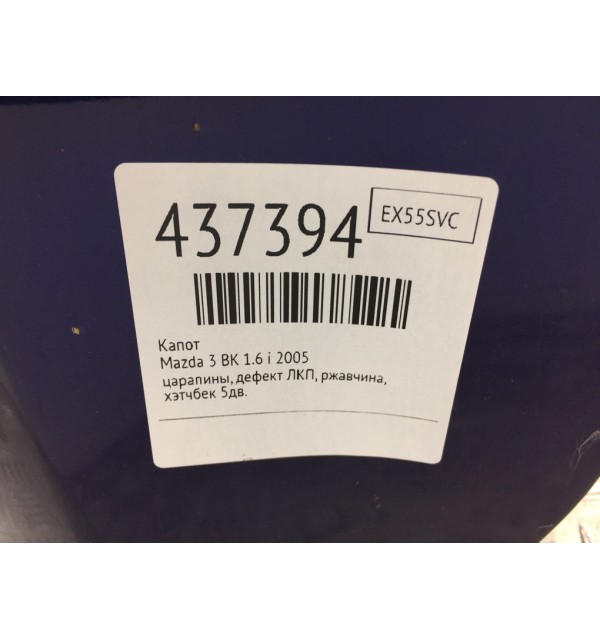 437394
EX55SVC
Капот
Mazda 3 BK 1.6 i 2005
царапины, дефект ЛКП, ржавчина,
хэтчбек 5дв.